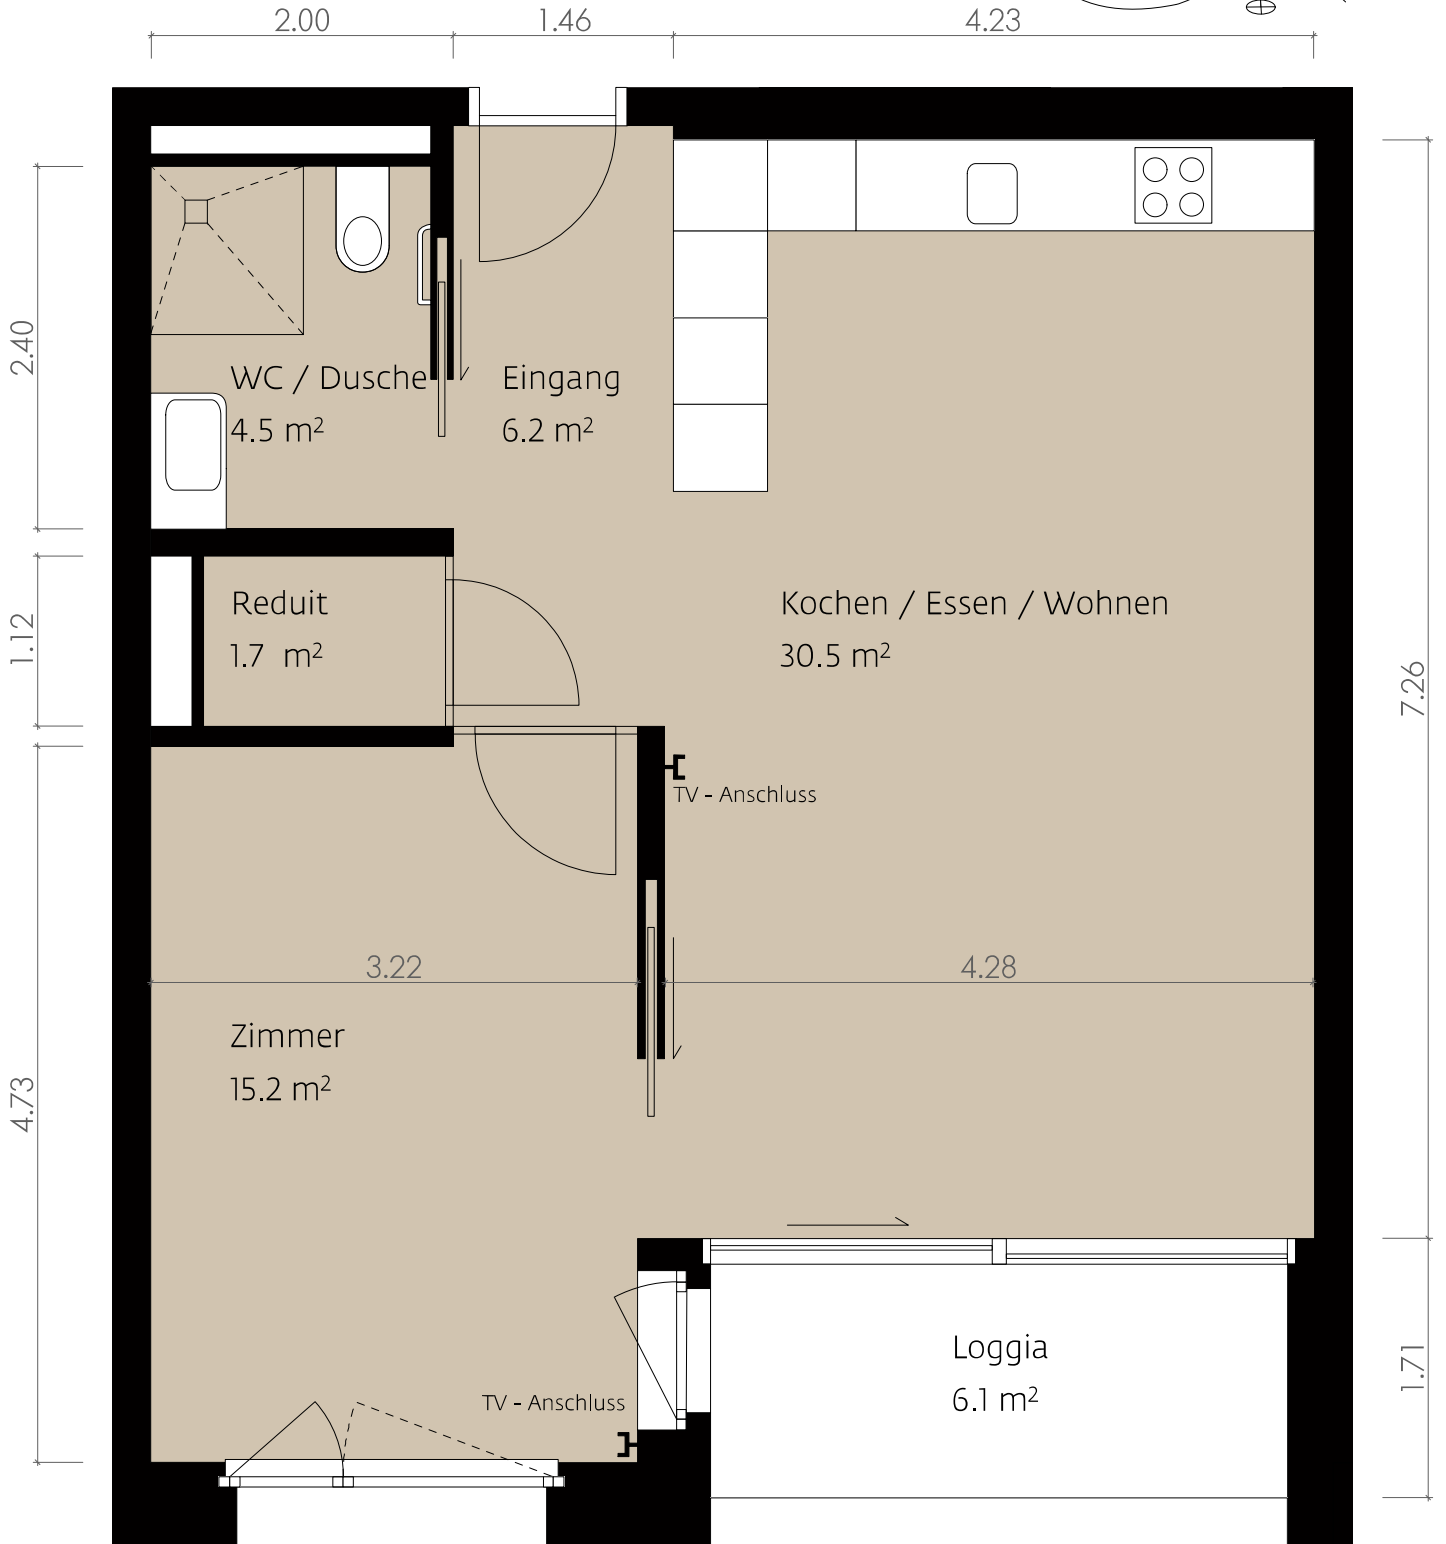 2.00
1.46
4.23
2.40
WC / Dusche
4.5 m²
Eingang
6.2 m²
1.12
Reduit
1.7 m²
Kochen / Essen / Wohnen
30.5 m²
7.26
TV - Anschluss
3.22
4.28
Zimmer
15.2 m²
4.73
Loggia
6.1 m²
1.71
TV - Anschluss